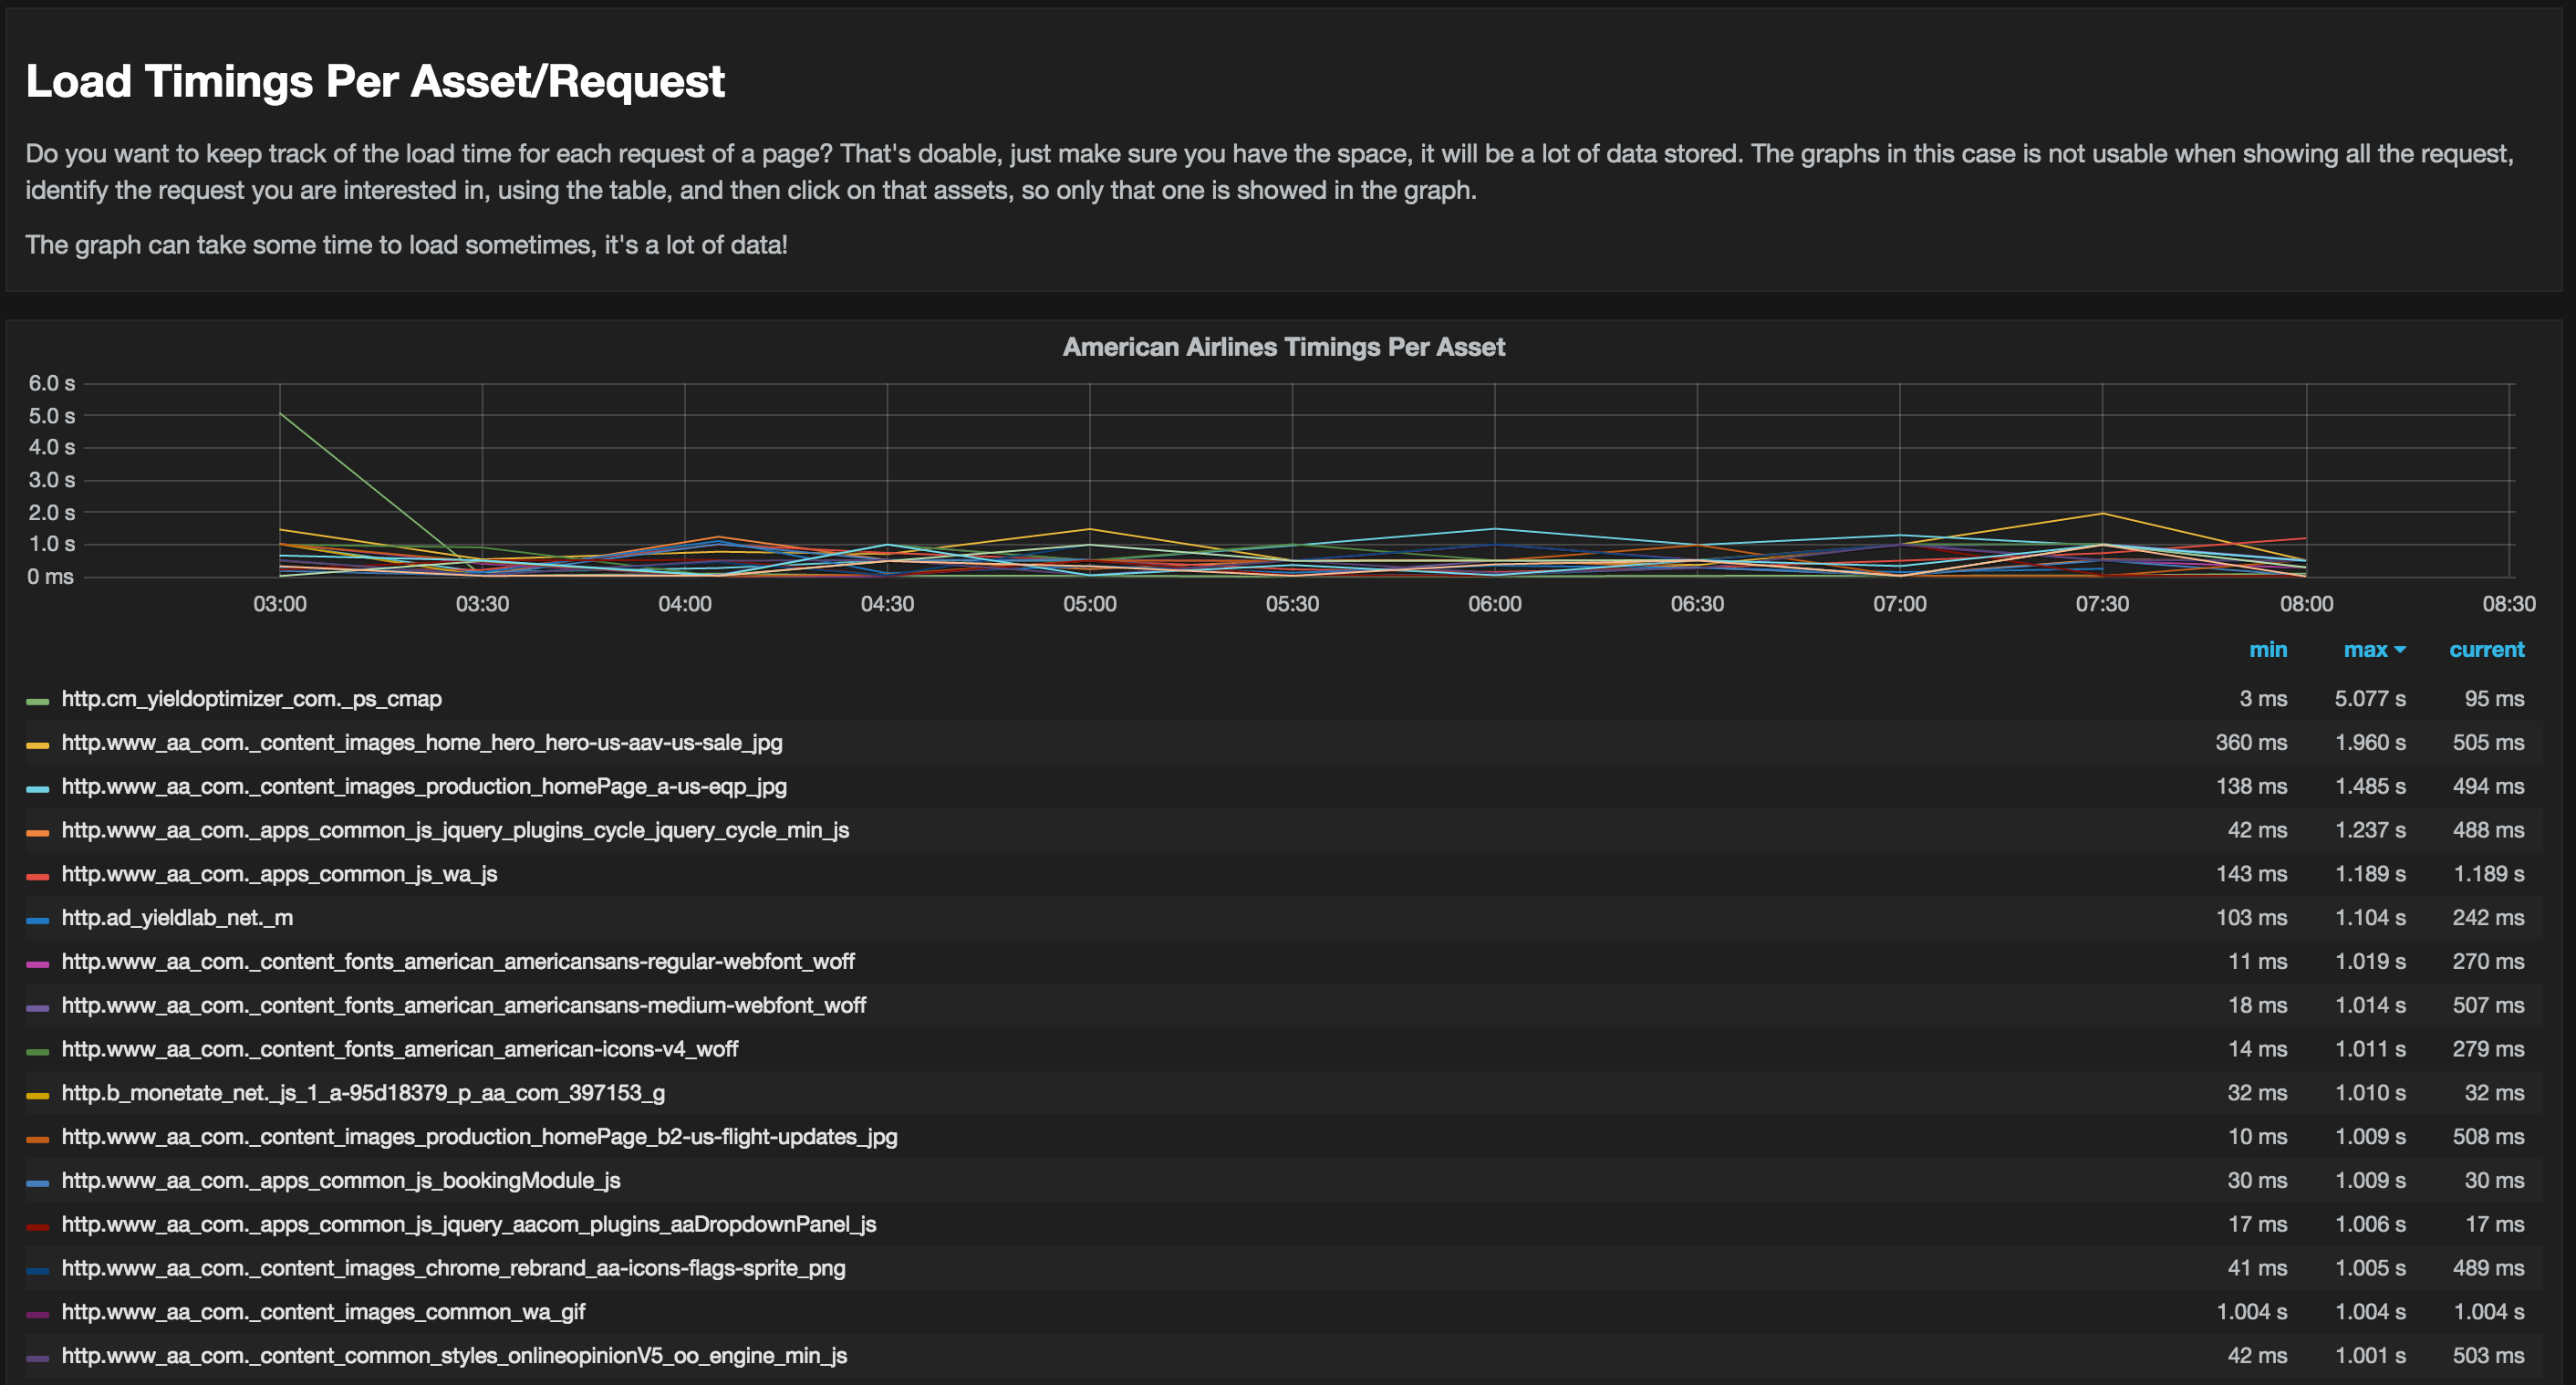 Load Timings Per Asset/Request
Do you want to keep track of the load time for each request of a page? That's doable, just make sure you have the space, it will be a lot of data stored. The graphs in this case is not usable when showing all the request,
identify the request you are interested in, using the table, and then click on that assets, so only that one is showed in the graph.
The graph can take some time to load sometimes, it's a lot of data!
American Airlines Timings Per Asset
6.0 s
5.0 s
4.0 s
3.0 s
2.0 s
1.0 s
0 ms
03:00 03:30 04:00 04:30 05:00 05:30 06:00 06:30 07:00 07:30 08:00 08:30
min max current
http.cm_yieldoptimizer_com._ps_cmap 3 ms 5.077 s 95 ms
http.www_aa_com._content_images_home_hero_hero-us-aav-us-sale_jpg 360 ms 1.960 s 505 ms
http.www_aa_com._content_images_production_homePage_a-us-eqp_jpg 138 ms 1.485 s 494 ms
http.www_aa_com._apps_common_js_jquery_plugins_cycle_jquery_cycle_min_js 42 ms 1.237 s 488 ms
http.www_aa_com._apps_common_js_wa_js 143 ms 1.189 s 1.189 s
http.ad_yieldlab_net._m 103 ms 1.104 s 242 ms
http.www_aa_com._content_fonts_american_americansans-regular-webfont_woff 11 ms 1.019 s 270 ms
http.www_aa_com._content_fonts_american_americansans-medium-webfont_woff 18 ms 1.014 s 507 ms
http.www_aa_com._content_fonts_american_american-icons-v4_woff 14 ms 1.011 s 279 ms
http.b_monetate_net._js_1_a-95d18379_p_aa_com_397153_g 32 ms 1.010 s 32 ms
http.www_aa_com._content_images_production_homePage_b2-us-flight-updates_jpg 10 ms 1.009 s 508 ms
http.www_aa_com._apps_common_js_bookingModule_js 30 ms 1.009 s 30 ms
http.www_aa_com._apps_common_js_jquery_aacom_plugins_aaDropdownPanel_js 17 ms 1.006 s 17 ms
http.www_aa_com._content_images_chrome_rebrand_aa-icons-flags-sprite_png 41 ms 1.005 s 489 ms
http.www_aa_com._content_images_common_wa_gif 1.004 s 1.004 s 1.004 s
http.www_aa_com._content_common_styles_onlineopinionV5_oo_engine_min_js 42 ms 1.001 s 503 ms